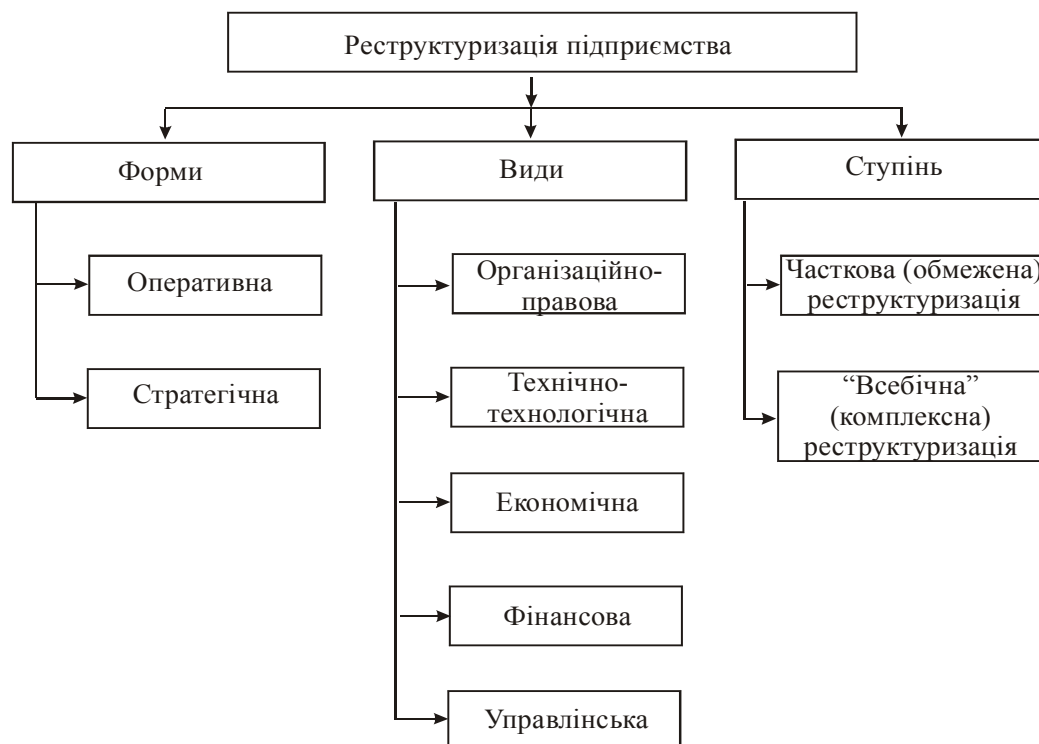 Реструктуризація підприємства
Форми
Види
Ступінь
Оперативна
Стратегічна
Організаційно-
правова
Технічно-
технологічна
Економічна
Фінансова
Управлінська
Часткова (обмежена)
реструктуризація
“Всебічна”
(комплексна)
реструктуризація